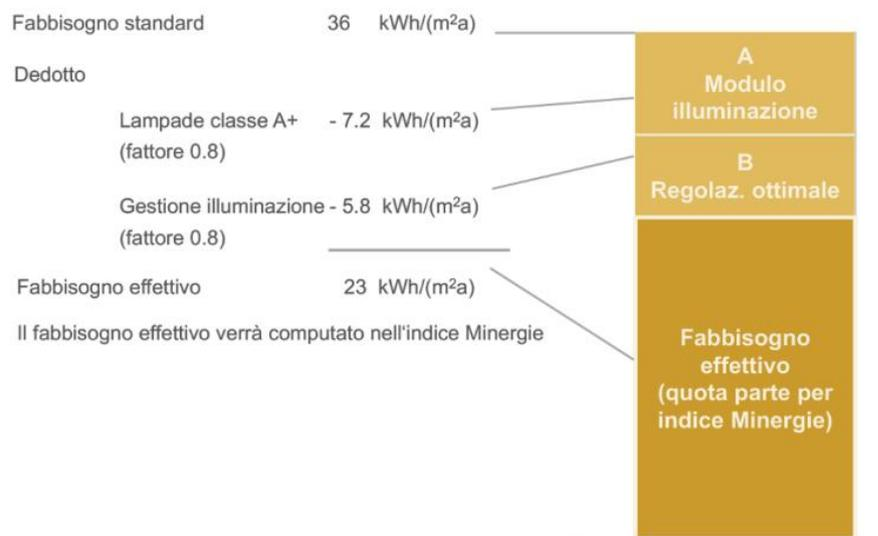 Fabbisogno standard 36 kWh/(m²a)
Dedotto
Lampade classe A+ - 7.2 kWh/(m²a)
(fattore 0.8)
Gestione illuminazione - 5.8 kWh/(m²a)
(fattore 0.8)
Fabbisogno effettivo 23 kWh/(m²a)
Il fabbisogno effettivo verrà computato nell'indice Minergie
A
Modulo
illuminazione
B
Regolaz. ottimale
Fabbisogno
effettivo
(quota parte per
indice Minergie)